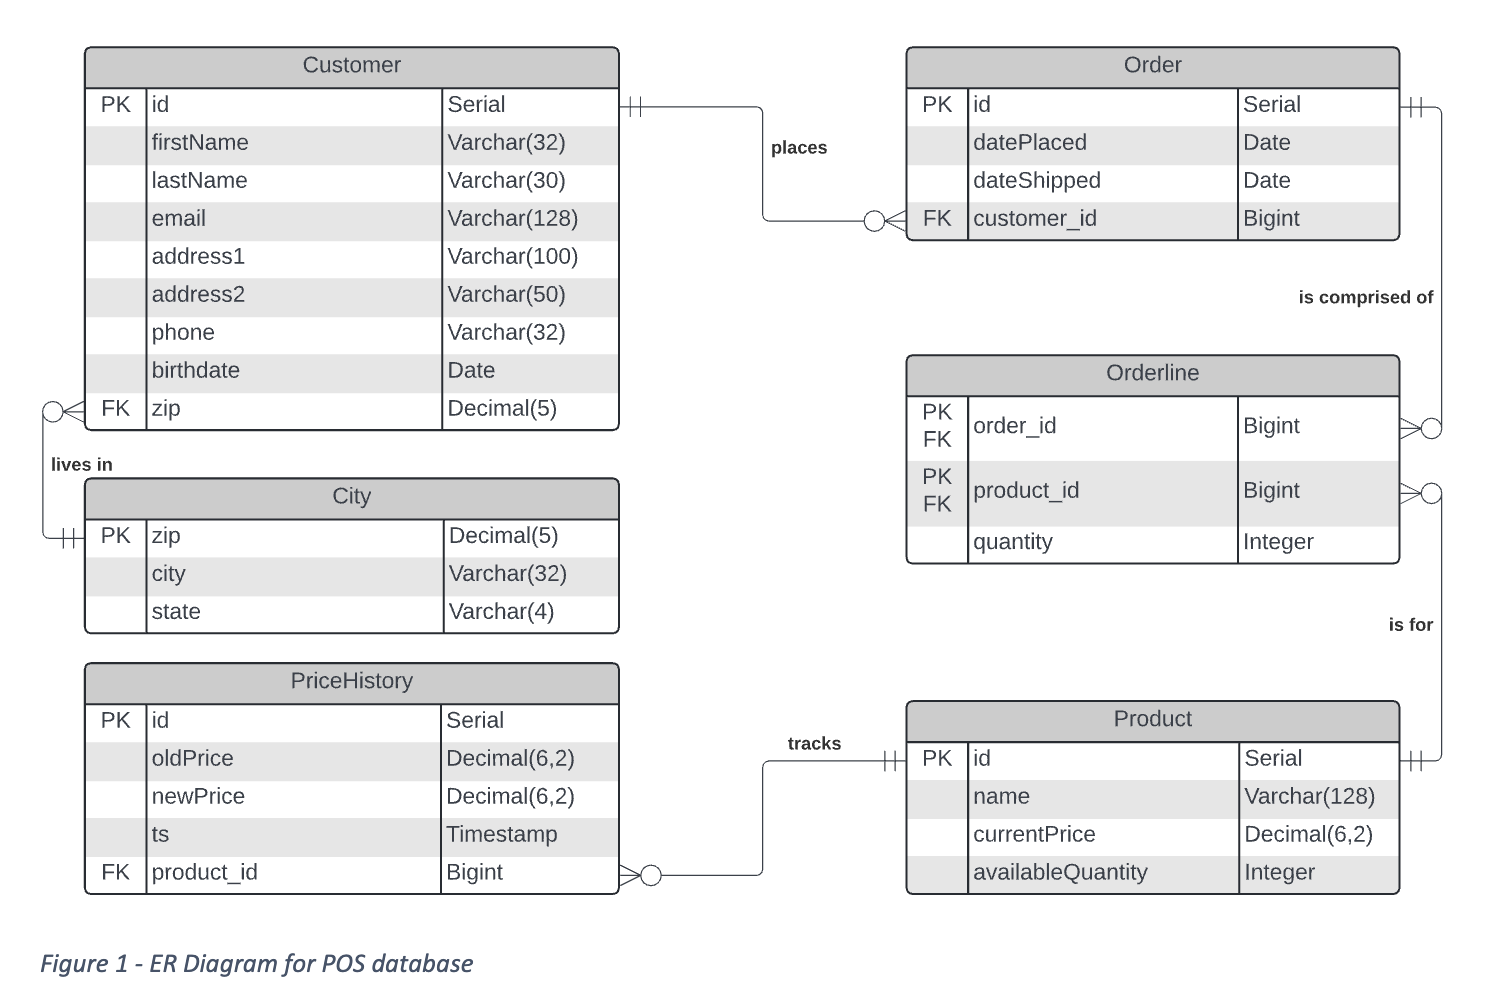 Customer
PK id Serial
firstName Varchar(32)
lastName Varchar(30)
email Varchar(128)
address1 Varchar(100)
address2 Varchar(50)
phone Varchar(32)
birthdate Date
FK zip Decimal(5)
places
Order
PK id Serial
datePlaced Date
dateShipped Date
FK customer_id Bigint
is comprised of
lives in
City
PK zip Decimal(5)
city Varchar(32)
state Varchar(4)
Orderline
PK
FK order_id Bigint
PK
FK product_id Bigint
quantity Integer
is for
PriceHistory
PK id Serial
oldPrice Decimal(6,2)
newPrice Decimal(6,2)
ts Timestamp
FK product_id Bigint
tracks
Product
PK id Serial
name Varchar(128)
currentPrice Decimal(6,2)
availableQuantity Integer
Figure 1 - ER Diagram for POS database